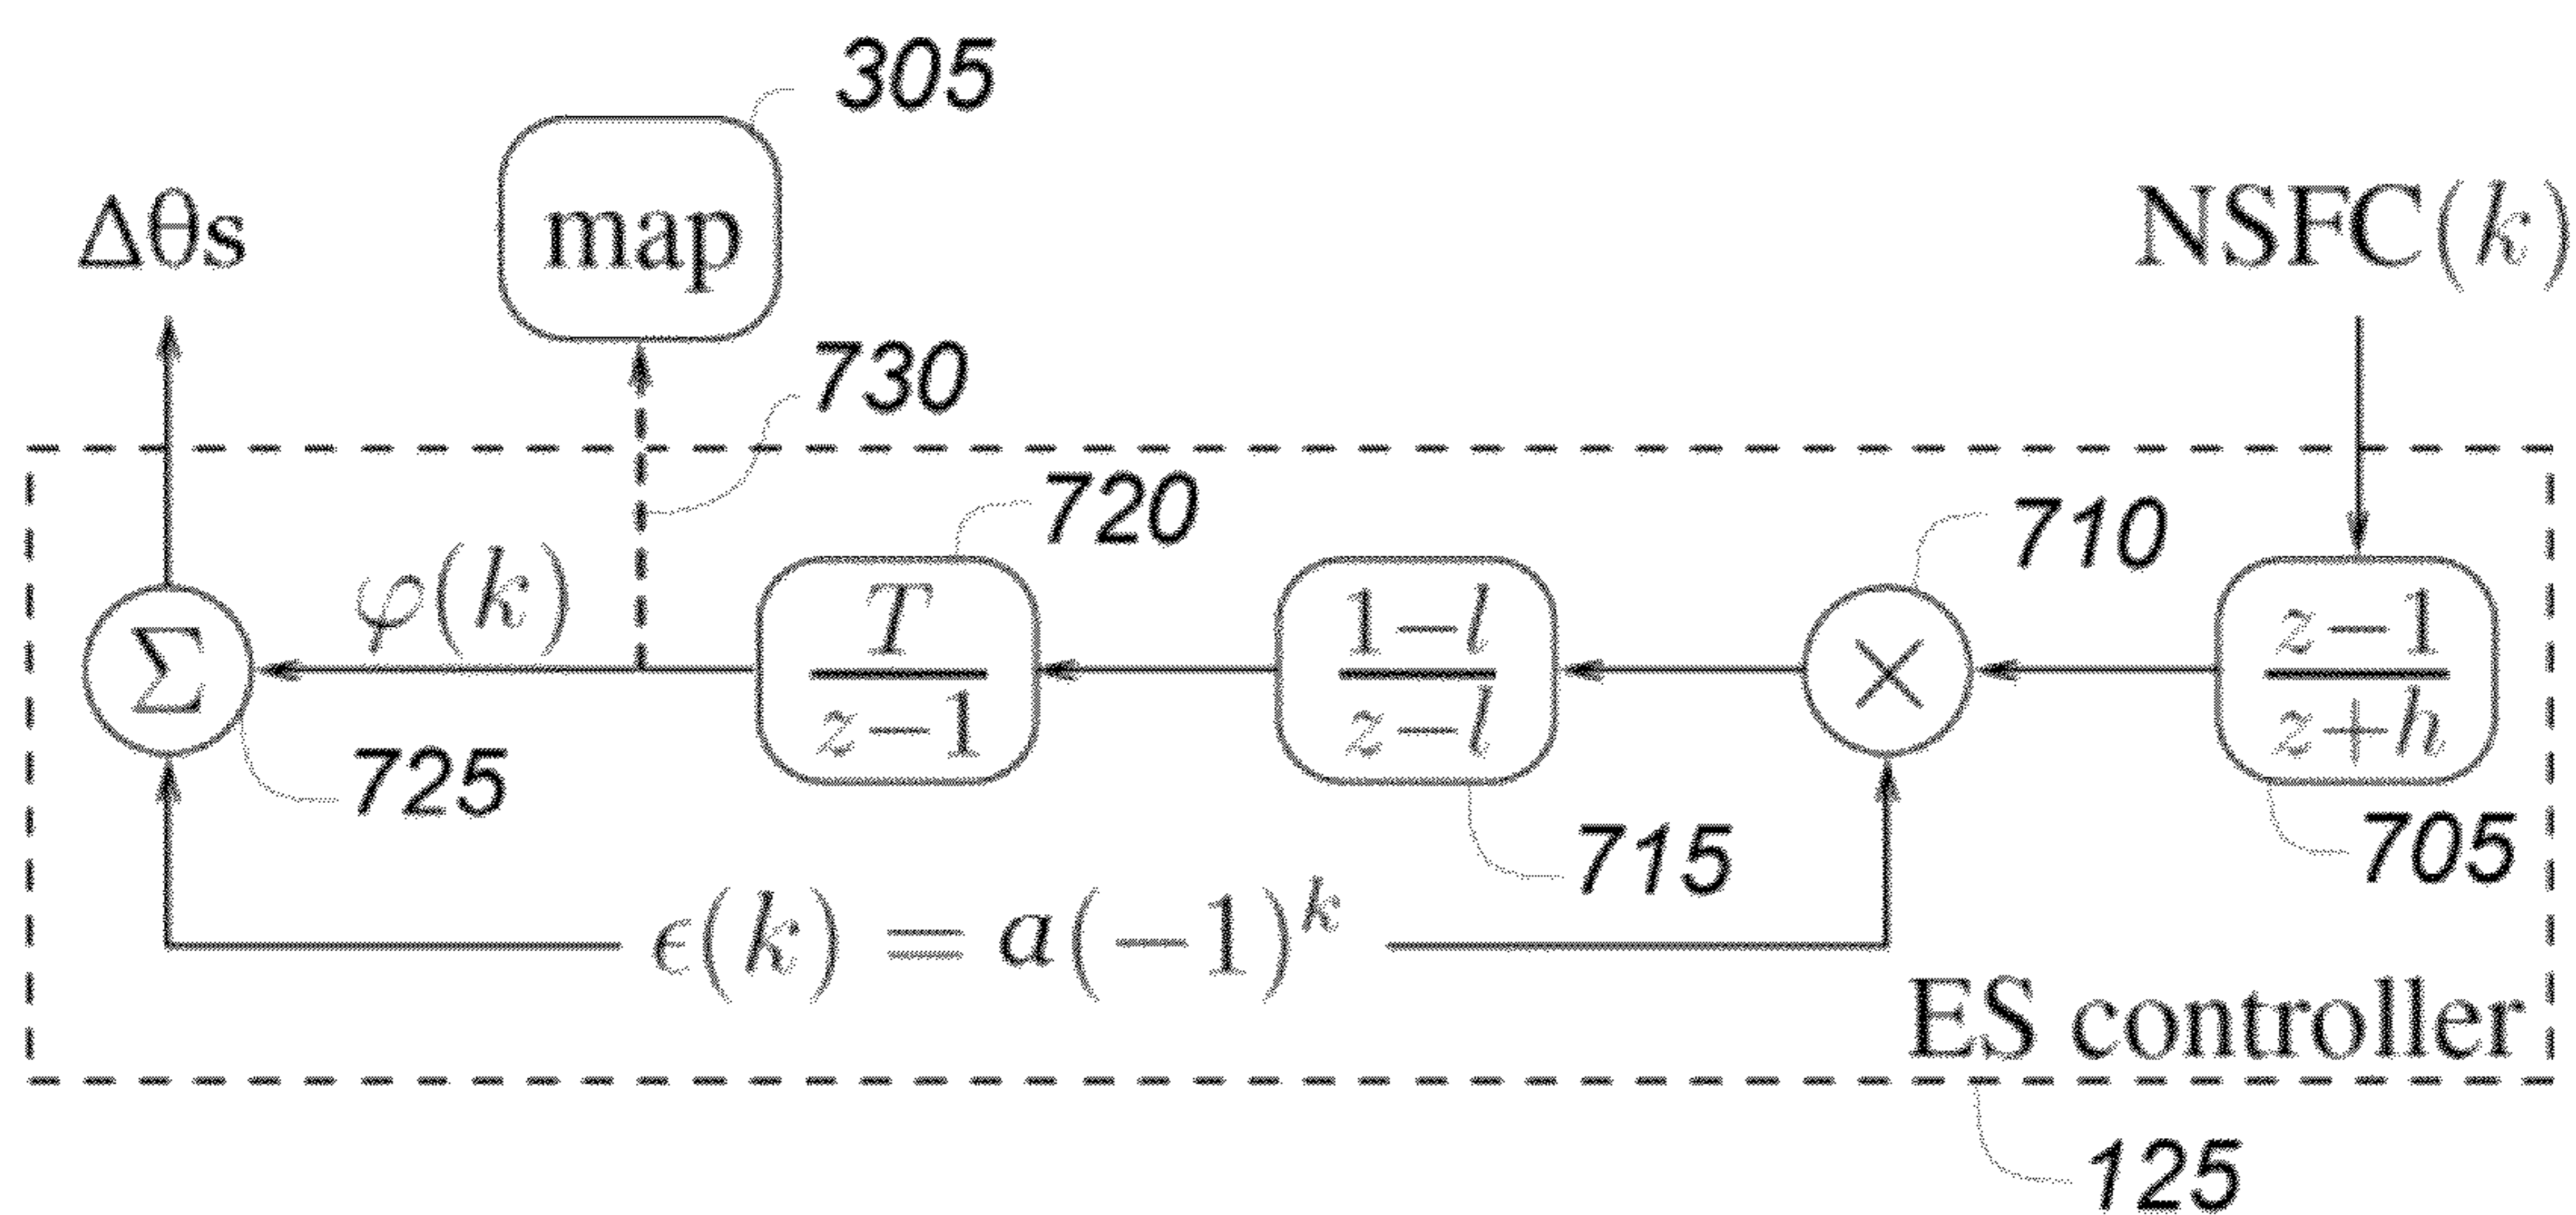 305
Δθs
map
NSFC(k)
730
720
710
φ(k)
T
z−1
1−l
z−l
×
z−1
z+h
Σ
725
715
705
ϵ(k) = a(−1)^k
ES controller
125